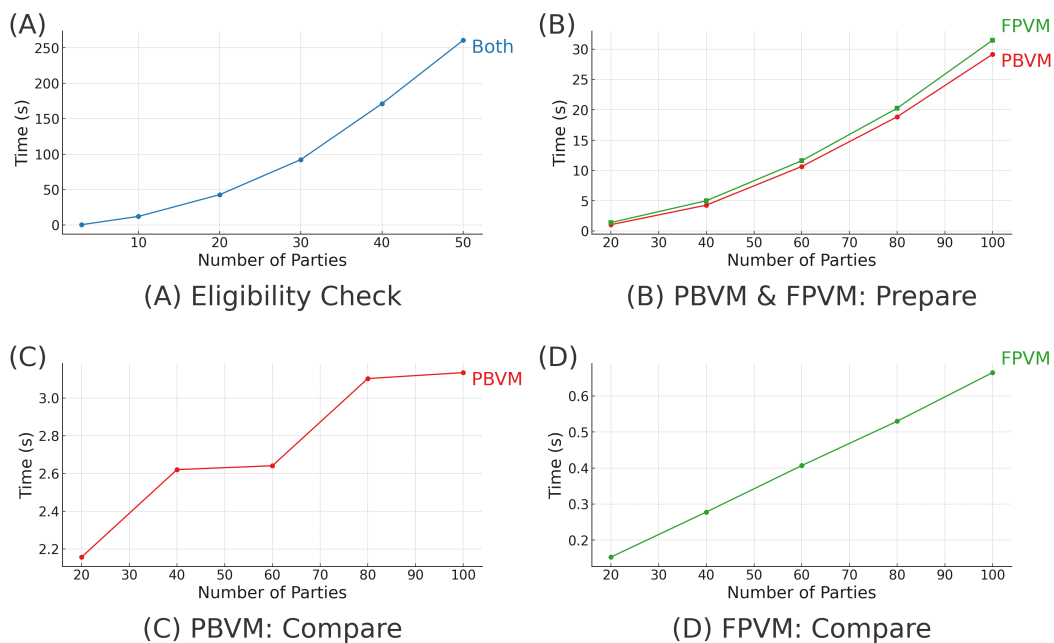 (A)
Both
250
200
150
100
50
0
Time (s)
10 20 30 40 50
Number of Parties
(A) Eligibility Check
(B)
FPVM
PBVM
30
25
20
15
10
5
0
Time (s)
20 30 40 50 60 70 80 90 100
Number of Parties
(B) PBVM & FPVM: Prepare
(C)
PBVM
3.0
2.8
2.6
2.4
2.2
Time (s)
20 30 40 50 60 70 80 90 100
Number of Parties
(C) PBVM: Compare
(D)
FPVM
0.6
0.5
0.4
0.3
0.2
Time (s)
20 30 40 50 60 70 80 90 100
Number of Parties
(D) FPVM: Compare